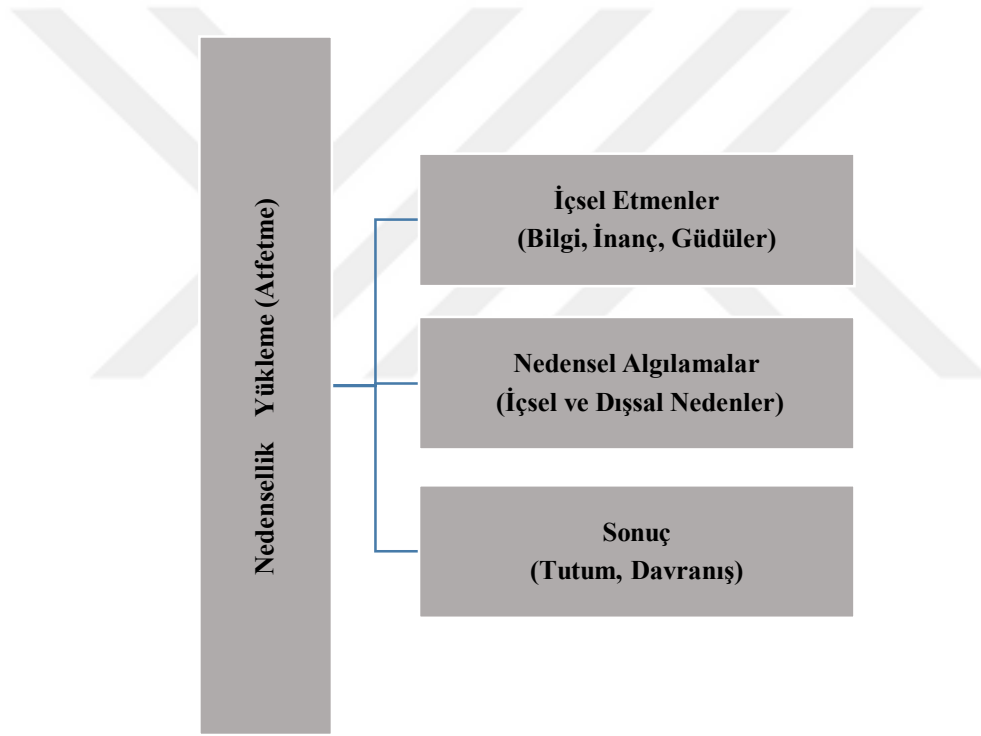 Nedensellik Yükleme (Atfetme)
İçsel Etmenler
(Bilgi, İnanç, Güdüler)
Nedensel Algılamalar
(İçsel ve Dışsal Nedenler)
Sonuç
(Tutum, Davranış)